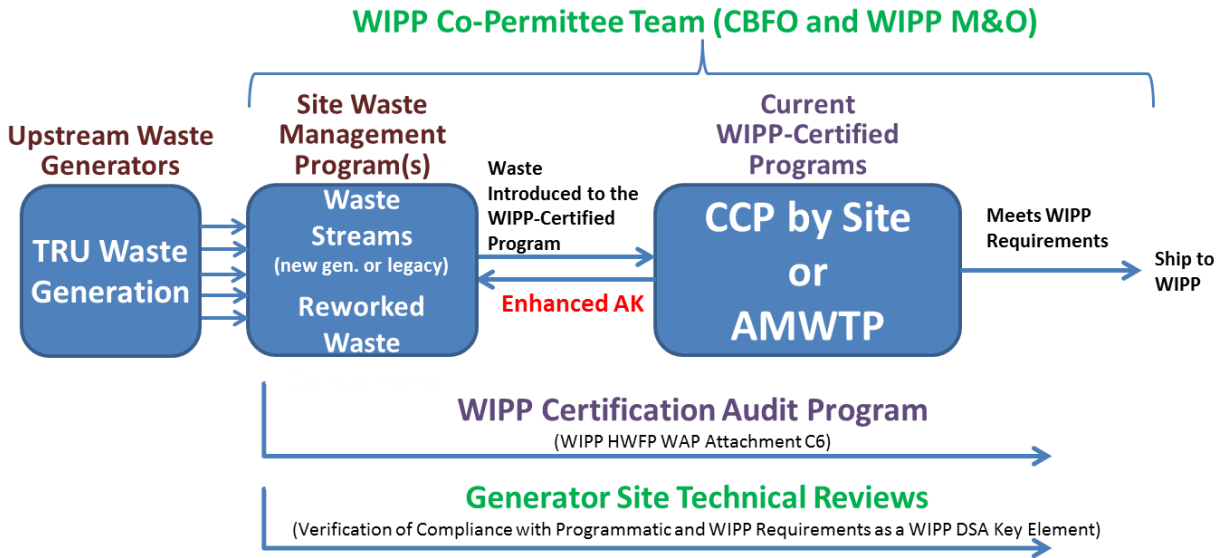 WIPP Co-Permittee Team (CBFO and WIPP M&O)
Upstream Waste
Generators
TRU Waste
Generation
Site Waste
Management
Program(s)
Waste
Streams
(new gen. or legacy)
Reworked
Waste
Waste
Introduced to the
WIPP-Certified
Program
Enhanced AK
Current
WIPP-Certified
Programs
CCP by Site
or
AMWTP
Meets WIPP
Requirements
Ship to
WIPP
WIPP Certification Audit Program
(WIPP HWFP WAP Attachment C6)
Generator Site Technical Reviews
(Verification of Compliance with Programmatic and WIPP Requirements as a WIPP DSA Key Element)